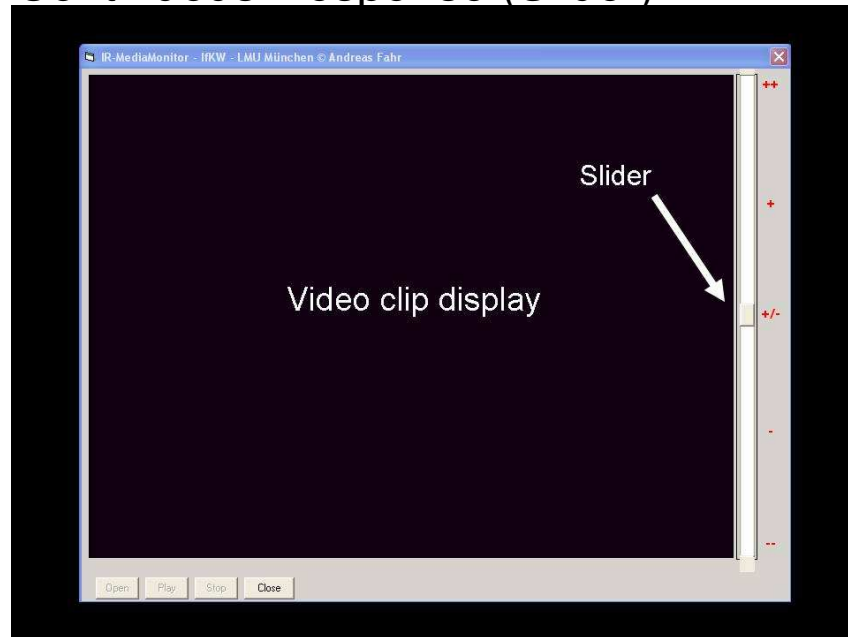 IR-MediaMonitor - IfKW - LMU München © Andreas Fahr
++
Slider
+
Video clip display
+/-
-
--
Open Play Stop Close